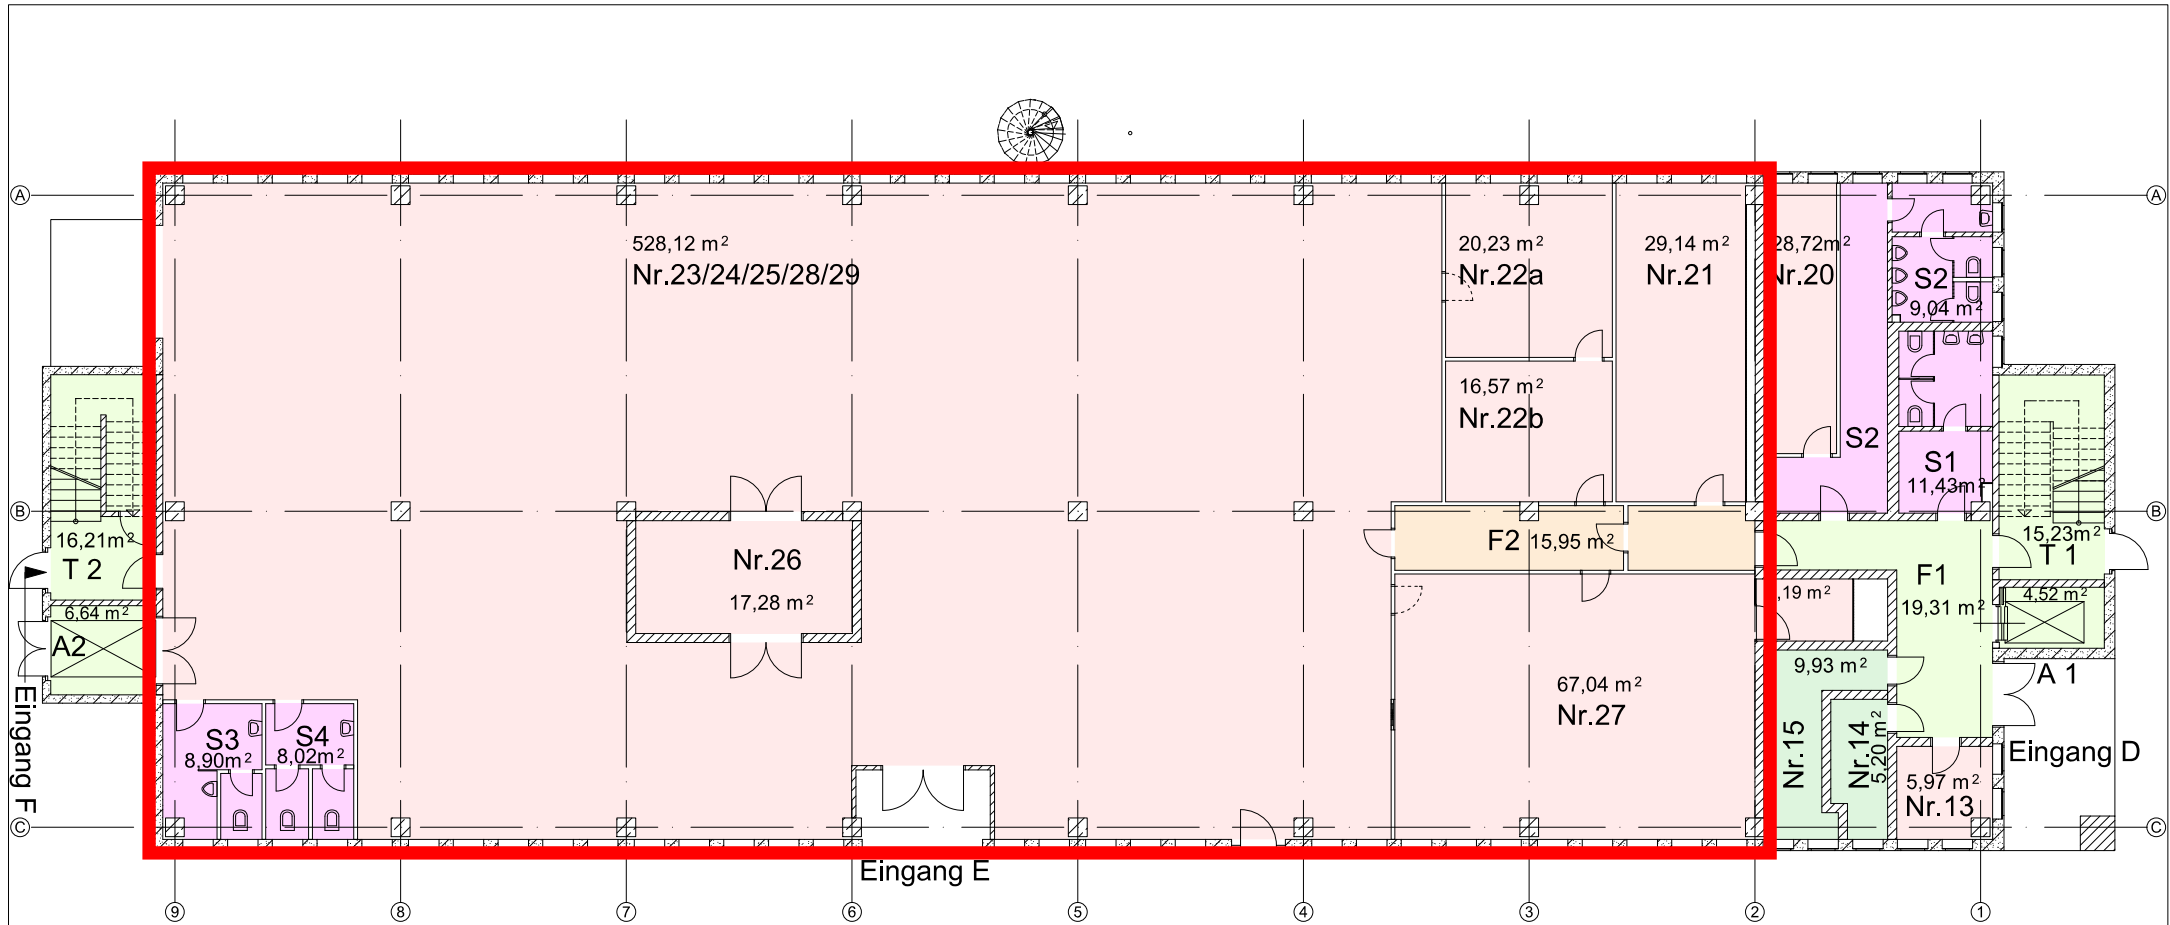 A
A
528,12 m²
Nr.23/24/25/28/29
20,23 m²
Nr.22a
29,14 m²
Nr.21
28,72m²
Nr.20
S2
9,04 m²
16,57 m²
Nr.22b
S2
S1
11,43m²
B
B
16,21m²
T 2
Nr.26
17,28 m²
F2 15,95 m²
F1
19,31 m²
15,23m²
T 1
6,64 m²
A2
,19 m²
4,52 m²
9,93 m²
A 1
67,04 m²
Nr.27
Nr.15
Nr.14
5,20 m²
S3
8,90m²
S4
8,02m²
Eingang F
Eingang D
5,97 m²
Nr.13
C
C
Eingang E
9
8
7
6
5
4
3
2
1